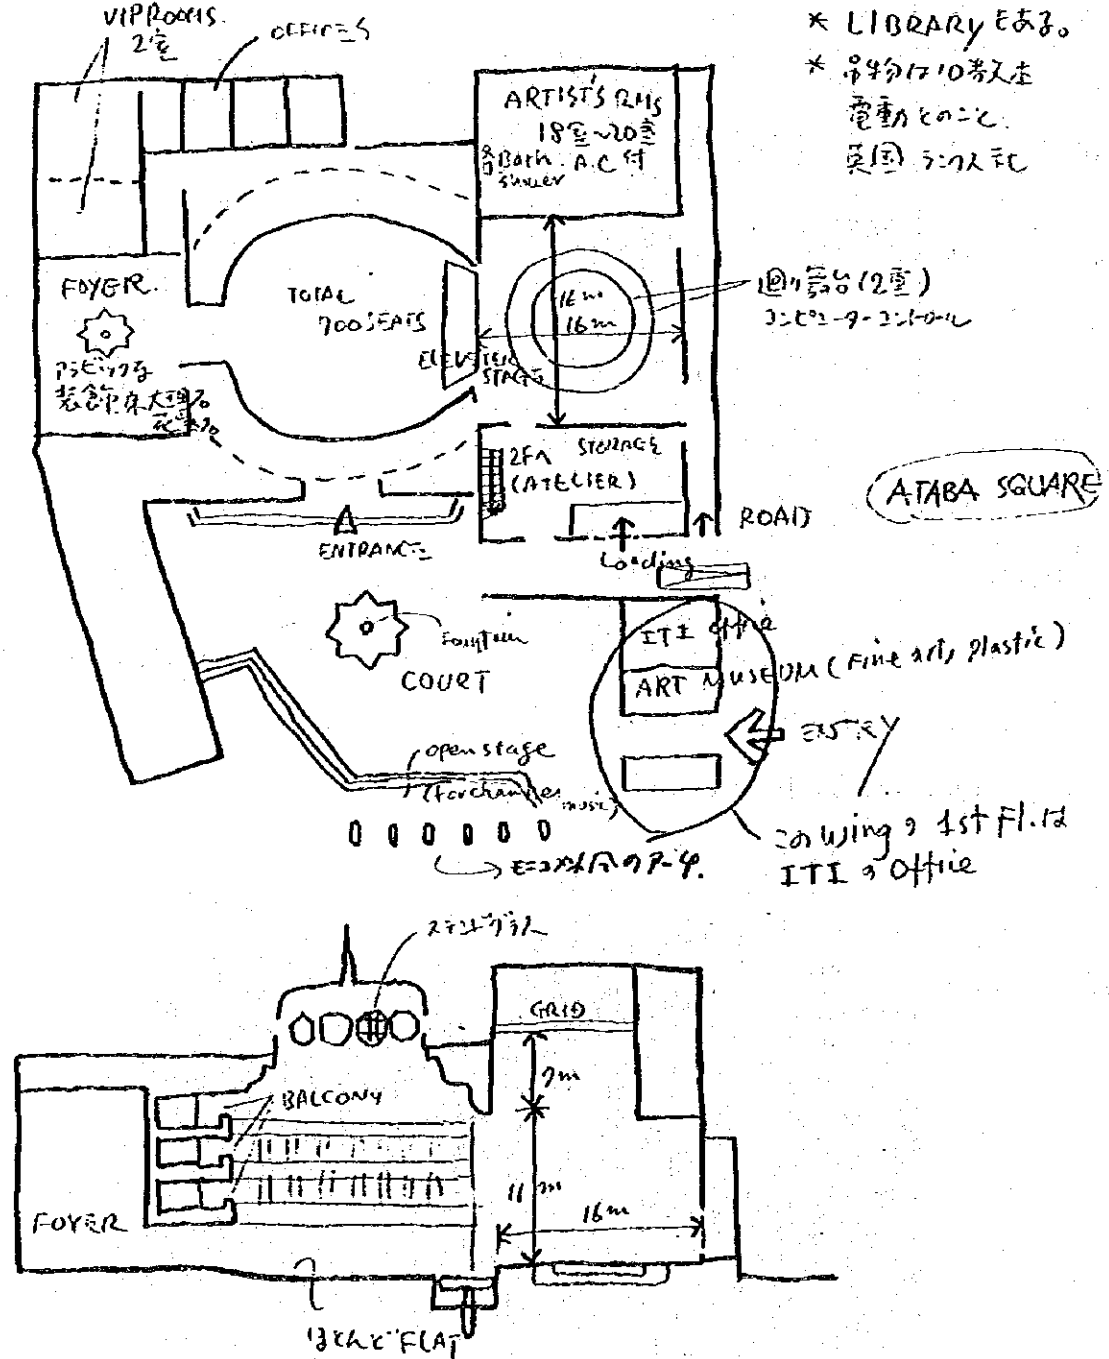 VIP ROOMS.
2室
OFFICES
* LIBRARYもある。
* 吊物は10数本
電動とのこと.
英国
ARTIST'S RMS
18室〜20室
各Bath. A.C付
Shower
FOYER.
アラビックな
装飾 床大理石
TOTAL
700 SEATS
ELEVATER
STAGE
16m
16m
廻り舞台(2重)
コンピューターコントロール
STORAGE
2Fへ
(ATELIER)
ATABA SQUARE
ROAD
ENTRANCE
Loading
Fountain
COURT
ITI Office
ART MUSEUM (Fine art, plastic)
ENTRY
open stage
(For chamber music)
このwingの1st Fl.は
ITIのOffice
ステンドグラス
GRID
7m
BALCONY
11m
16m
FOYER
ほとんどFLAT